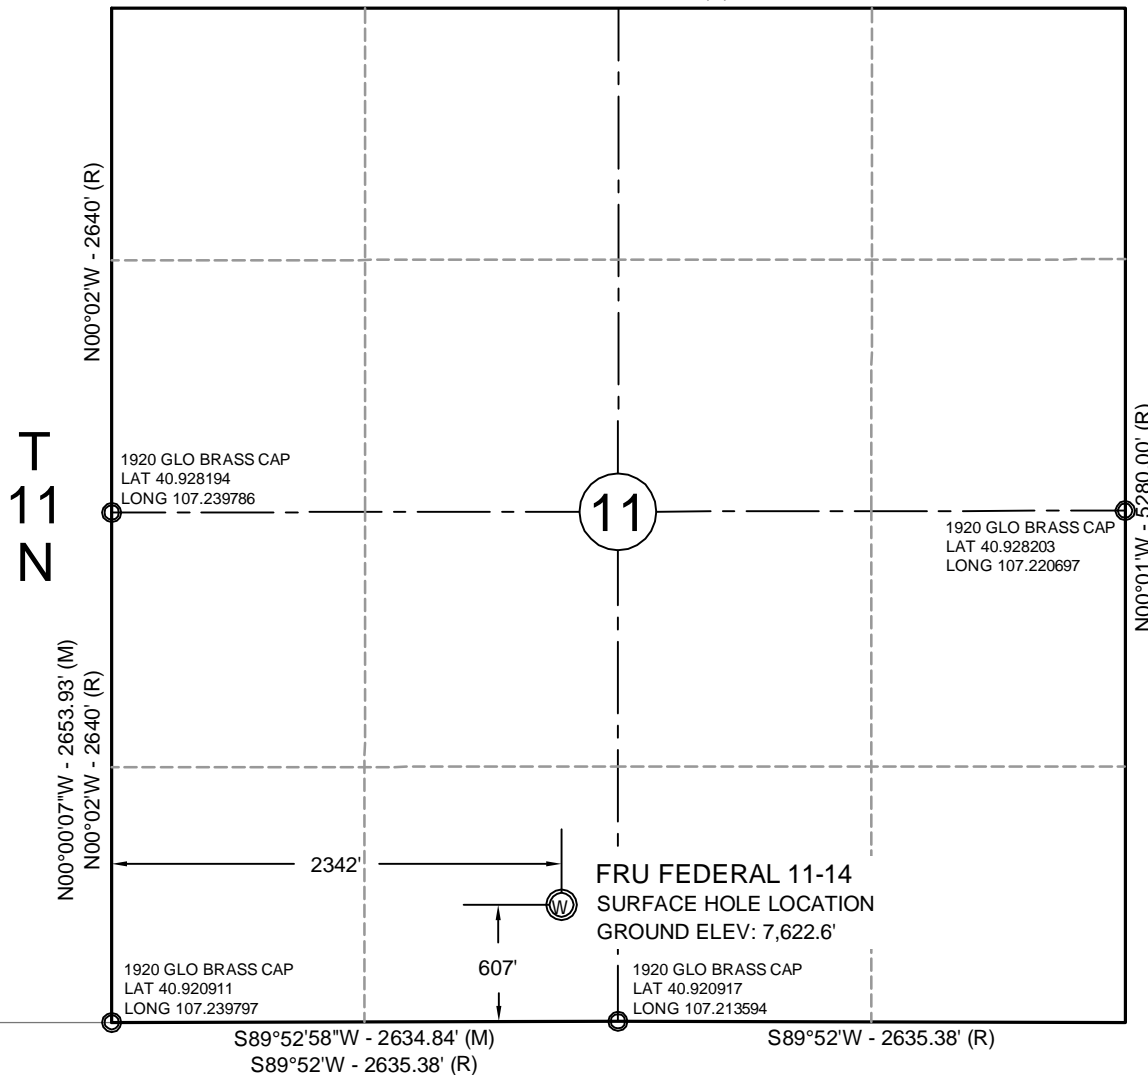 N00°02'W - 2640' (R)
T
11
N
1920 GLO BRASS CAP
LAT 40.928194
LONG 107.239786
11
1920 GLO BRASS CAP
LAT 40.928203
LONG 107.220697
N00°01'W - 5280.00' (R)
N00°00'07"W - 2653.93' (M)
N00°02'W - 2640' (R)
2342'
FRU FEDERAL 11-14
W
SURFACE HOLE LOCATION
GROUND ELEV: 7,622.6'
607'
1920 GLO BRASS CAP
LAT 40.920911
LONG 107.239797
1920 GLO BRASS CAP
LAT 40.920917
LONG 107.213594
S89°52'58"W - 2634.84' (M)
S89°52'W - 2635.38' (R)
S89°52'W - 2635.38' (R)